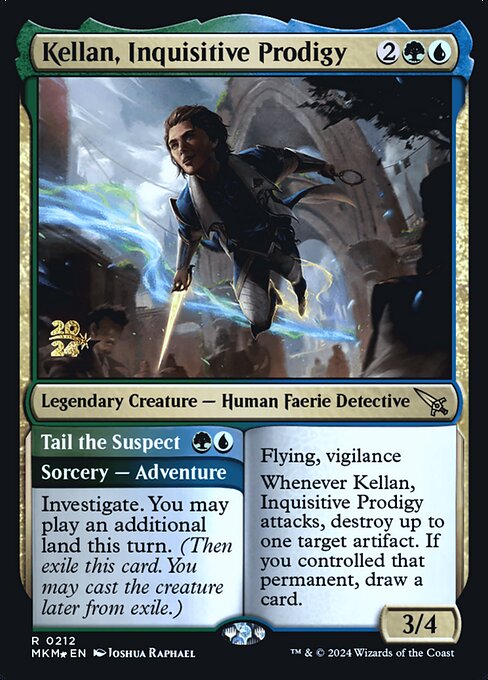 Kellan, Inquisitive Prodigy 2
2024
Legendary Creature — Human Faerie Detective
Tail the Suspect
Sorcery — Adventure
Investigate. You may
play an additional
land this turn. (Then
exile this card. You
may cast the creature
later from exile.)
Flying, vigilance
Whenever Kellan,
Inquisitive Prodigy
attacks, destroy up to
one target artifact. If
you controlled that
permanent, draw a
card.
3/4
R 0212
MKM★EN Joshua Raphael
™ & © 2024 Wizards of the Coast